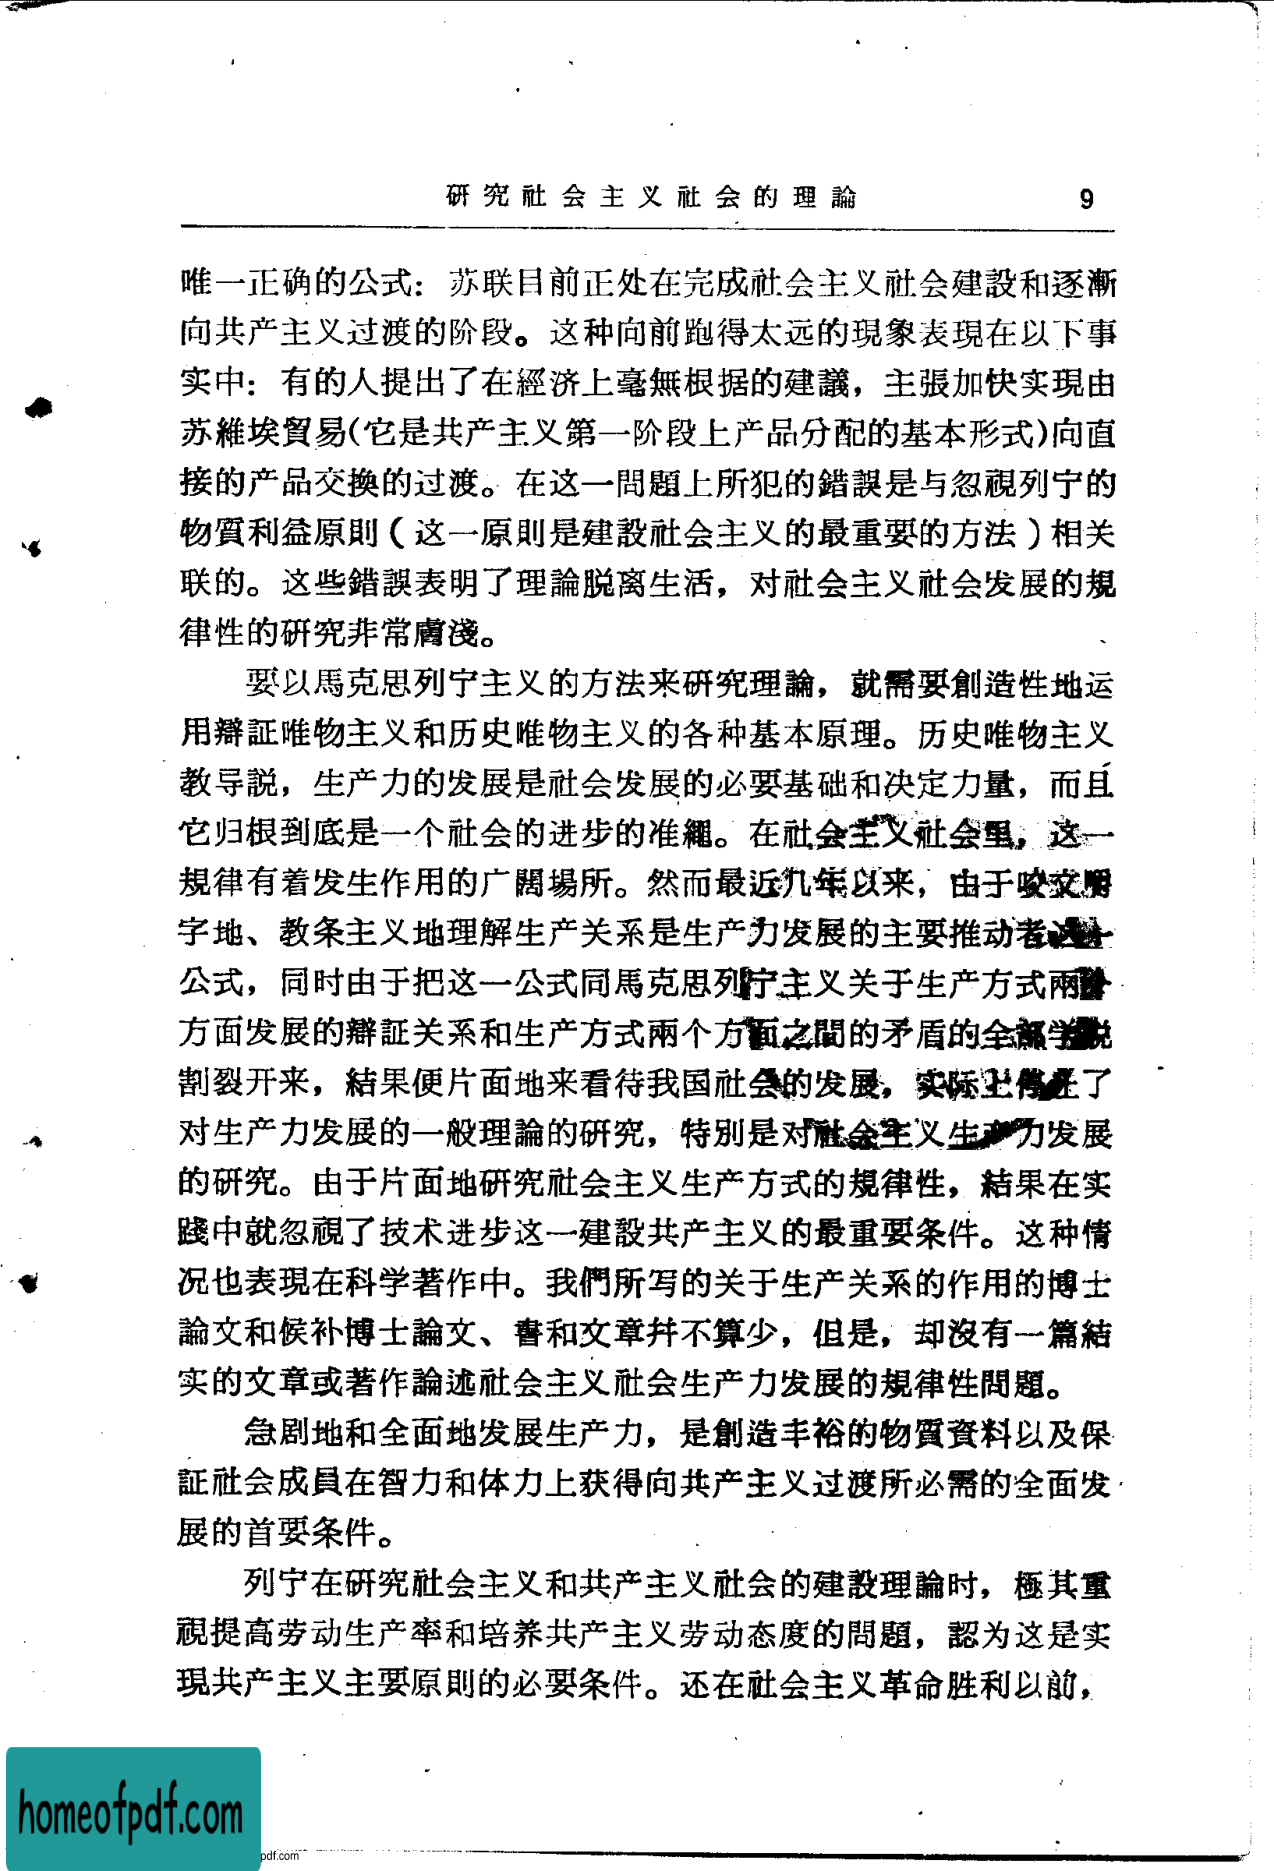 研究社会主义社会的理論 9
唯一正确的公式：苏联目前正处在完成社会主义社会建設和逐漸
向共产主义过渡的阶段。这种向前跑得太远的現象表現在以下事
实中：有的人提出了在經济上毫無根据的建議，主張加快实現由
苏維埃貿易(它是共产主义第一阶段上产品分配的基本形式)向直
接的产品交换的过渡。在这一問題上所犯的錯誤是与忽視列宁的
物質利益原則(这一原則是建設社会主义的最重要的方法)相关
联的。这些錯誤表明了理論脱离生活，对社会主义社会发展的規
律性的研究非常膚淺。
要以馬克思列宁主义的方法来研究理論，就需要創造性地运
用辯証唯物主义和历史唯物主义的各种基本原理。历史唯物主义
教导説，生产力的发展是社会发展的必要基础和决定力量，而且
它归根到底是一个社会的进步的准繩。在社会主义社会里，这一
規律有着发生作用的广闊場所。然而最近几年以来，由于咬文嚼
字地、教条主义地理解生产关系是生产力发展的主要推动者这一
公式，同时由于把这一公式同馬克思列宁主义关于生产方式兩
方面发展的辯証关系和生产方式兩个方面之間的矛盾的全部学説
割裂开来，結果便片面地来看待我国社会的发展，实际上停止了
对生产力发展的一般理論的研究，特別是对社会主义生产力发展
的研究。由于片面地研究社会主义生产方式的規律性，結果在实
踐中就忽視了技术进步这一建設共产主义的最重要条件。这种情
况也表現在科学著作中。我們所写的关于生产关系的作用的博士
論文和候补博士論文、書和文章幷不算少，但是，却沒有一篇結
实的文章或著作論述社会主义社会生产力发展的規律性問題。
急剧地和全面地发展生产力，是創造丰裕的物質資料以及保
証社会成員在智力和体力上获得向共产主义过渡所必需的全面发
展的首要条件。
列宁在研究社会主义和共产主义社会的建設理論时，極其重
視提高劳动生产率和培养共产主义劳动态度的問題，認为这是实
現共产主义主要原則的必要条件。还在社会主义革命胜利以前，
homeofpdf.com
pdf.com